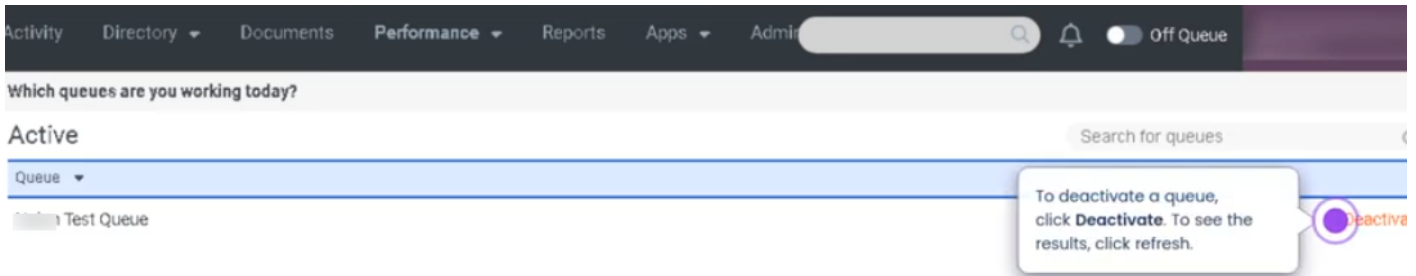 Activity Directory Documents Performance Reports Apps Off Queue
Which queues are you working today?
Active
Search for queues
Queue
Test Queue
To deactivate a queue,
click Deactivate. To see the
results, click refresh.